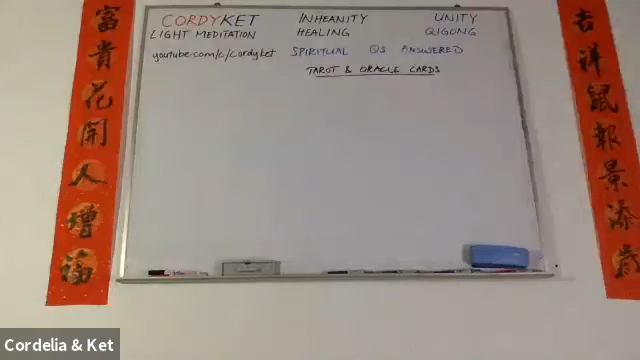 CORDYKET INHEANITY UNITY
LIGHT MEDITATION HEALING QIGONG
youtube.com/c/cordyket SPIRITUAL QS ANSWERED
TAROT & ORACLE CARDS
富貴花開人增福
吉祥鼠報景添歲
Cordelia & Ket